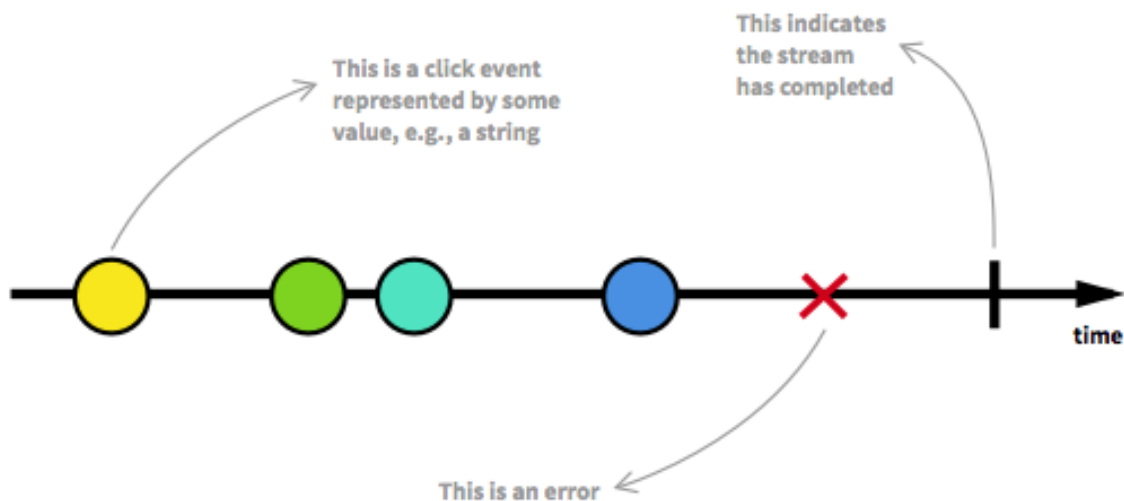 This is a click event
represented by some
value, e.g., a string
This indicates
the stream
has completed
time
This is an error